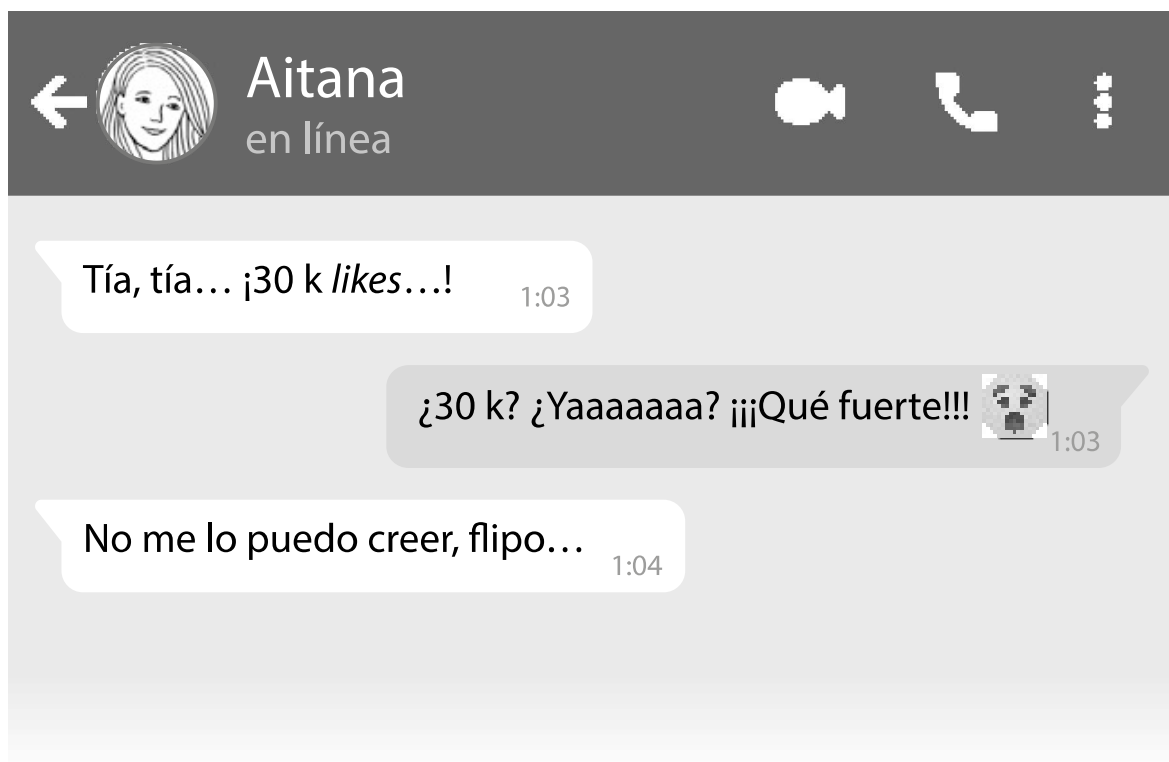 Aitana
en línea
Tía, tía… ¡30 k likes…!
1:03
¿30 k? ¿Yaaaaaaa? ¡¡¡Qué fuerte!!!
1:03
No me lo puedo creer, flipo…
1:04